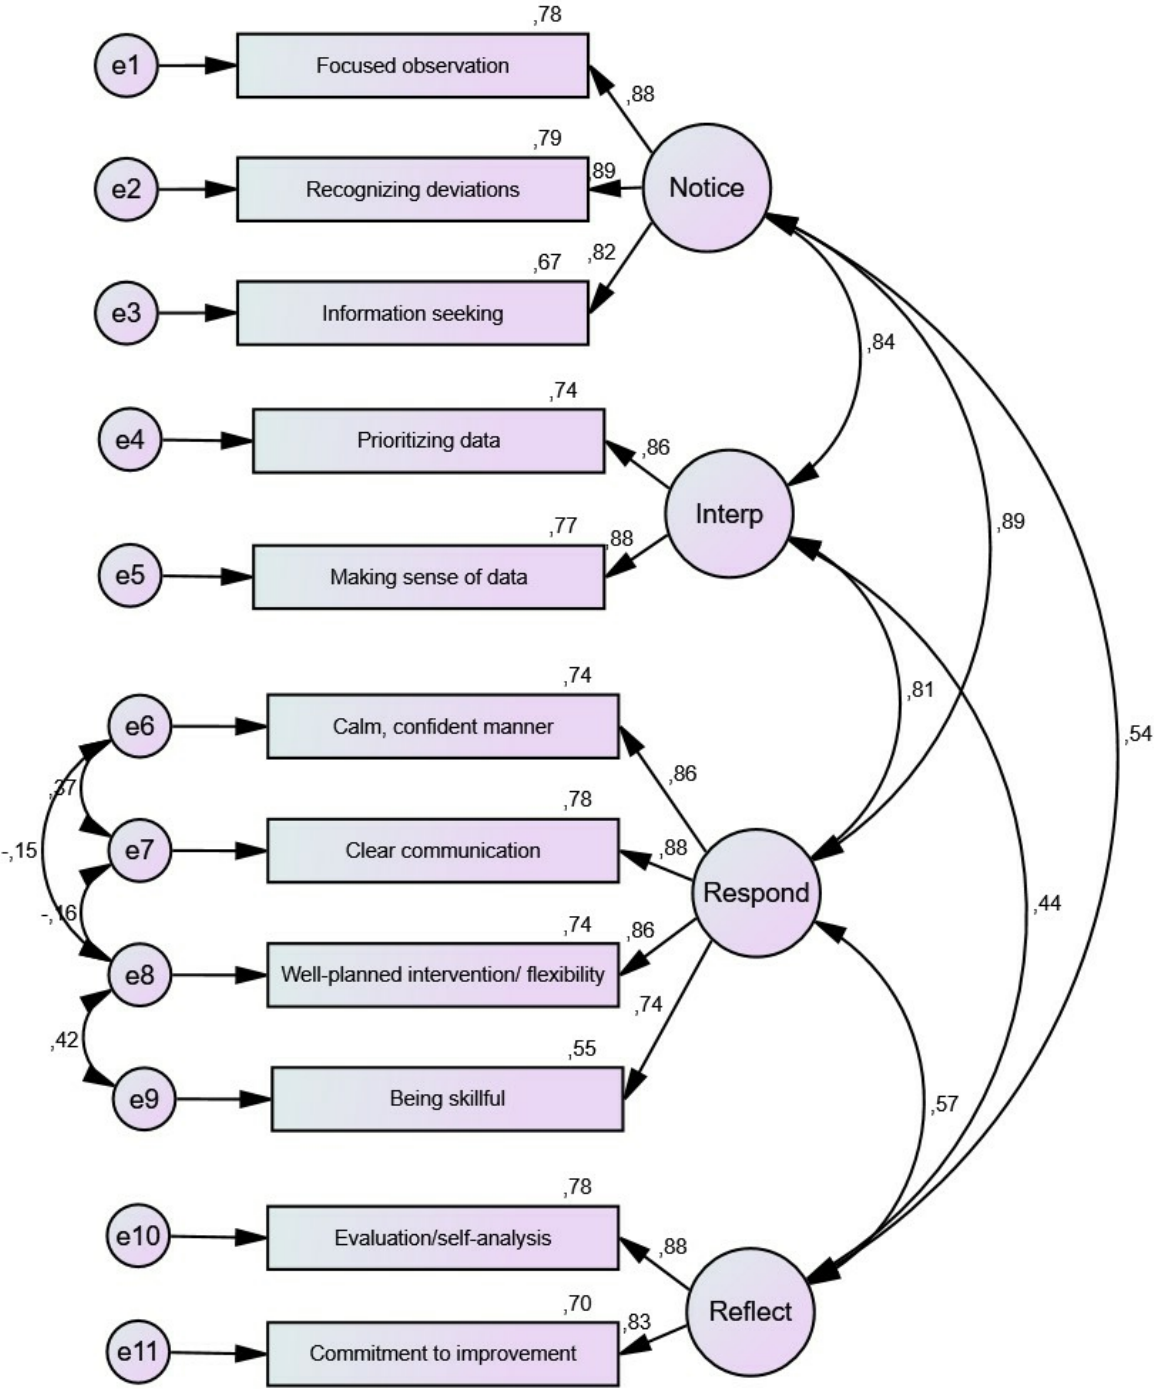 ,78
e1
Focused observation
,88
,79
e2
Recognizing deviations
,89
Notice
,67
,82
e3
Information seeking
,84
,74
e4
Prioritizing data
,86
Interp
,89
,77
,88
e5
Making sense of data
,74
,81
e6
Calm, confident manner
,54
,86
,37
,78
e7
Clear communication
,88
-,15
Respond
,44
-,16
,74
,86
e8
Well-planned intervention/ flexibility
,74
,42
,55
e9
Being skillful
,57
,78
e10
Evaluation/self-analysis
,88
Reflect
,70
,83
e11
Commitment to improvement